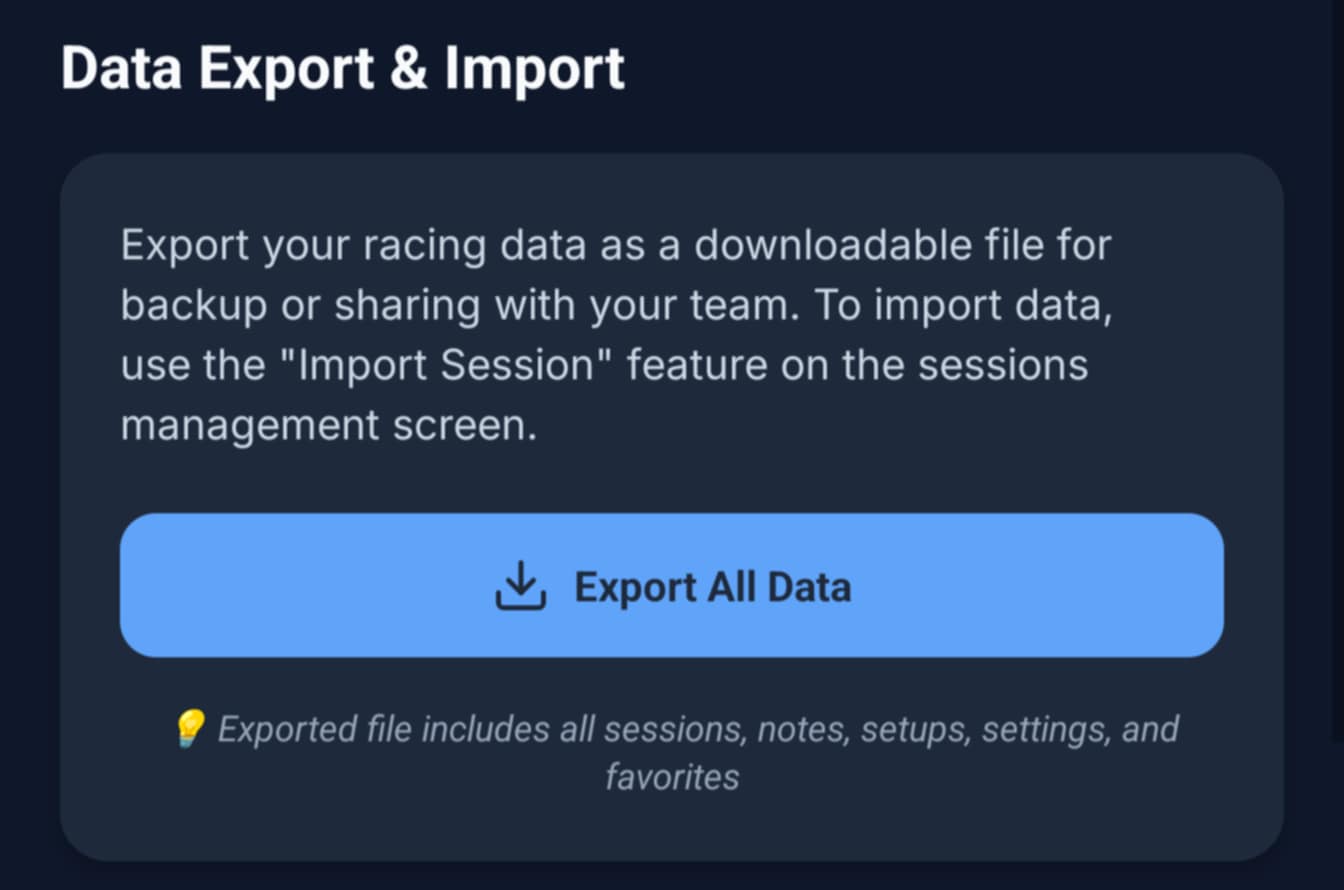 Data Export & Import
Export your racing data as a downloadable file for
backup or sharing with your team. To import data,
use the "Import Session" feature on the sessions
management screen.
Export All Data
💡 Exported file includes all sessions, notes, setups, settings, and
favorites